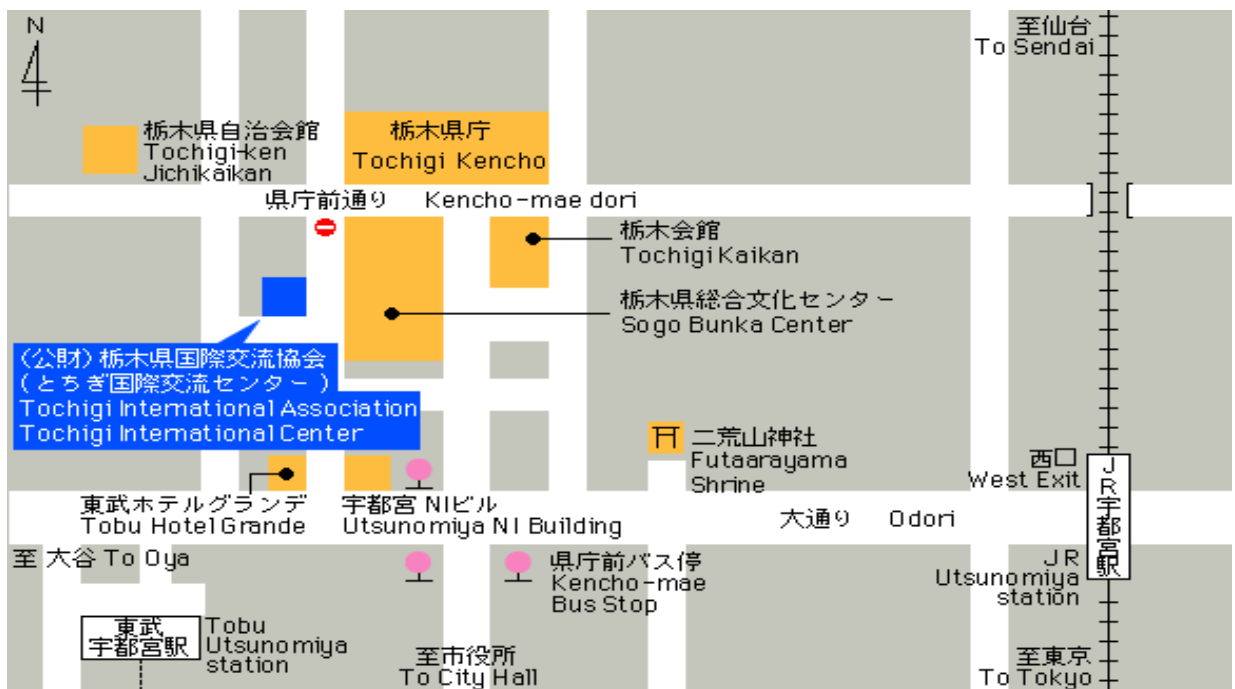 N
至仙台
To Sendai
栃木県自治会館
Tochigi-ken
Jichikaikan
栃木県庁
Tochigi Kencho
県庁前通り Kencho-mae dori
栃木会館
Tochigi Kaikan
栃木県総合文化センター
Sogo Bunka Center
(公財)栃木県国際交流協会
(とちぎ国際交流センター)
Tochigi International Association
Tochigi International Center
二荒山神社
Futaarayama
Shrine
西口
West Exit
JR宇都宮駅
東武ホテルグランデ
Tobu Hotel Grande
宇都宮 NIビル
Utsunomiya NI Building
大通り Odori
至 大谷 To Oya
県庁前バス停
Kencho-mae
Bus Stop
JR
Utsunomiya
station
東武
宇都宮駅
Tobu
Utsunomiya
station
至市役所
To City Hall
至東京
To Tokyo